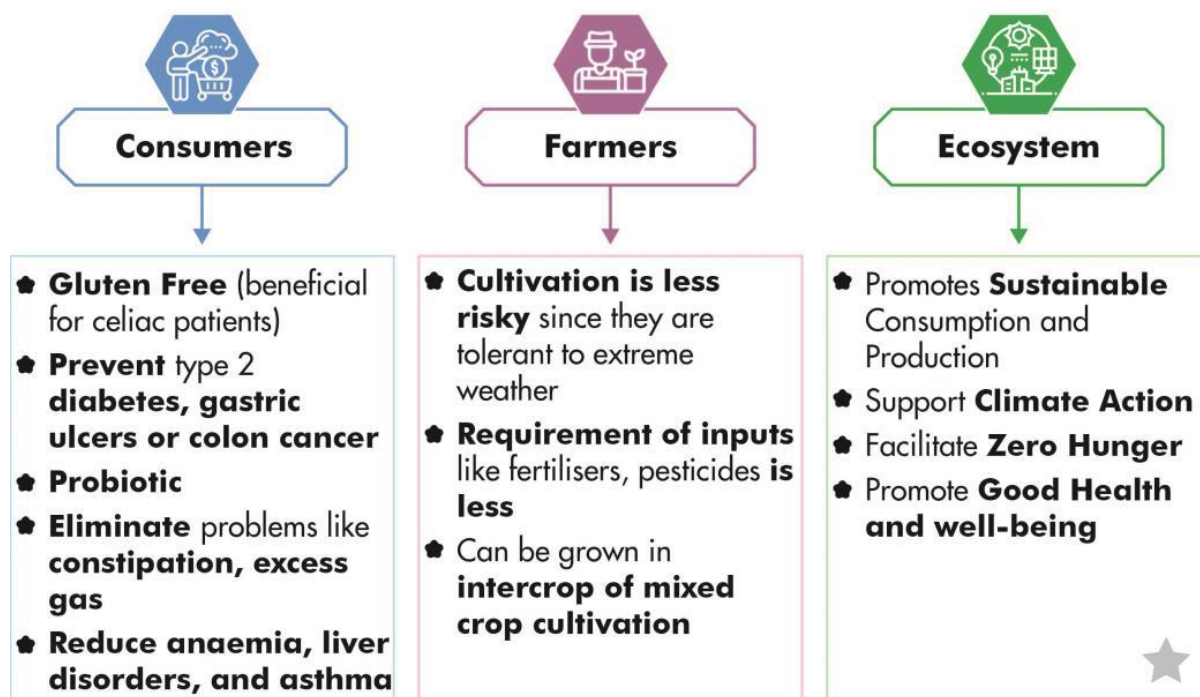 Consumers
Gluten Free (beneficial
for celiac patients)
Prevent type 2
diabetes, gastric
ulcers or colon cancer
Probiotic
Eliminate problems like
constipation, excess
gas
Reduce anaemia, liver
disorders, and asthma
Farmers
Cultivation is less
risky since they are
tolerant to extreme
weather
Requirement of inputs
like fertilisers, pesticides is
less
Can be grown in
intercrop of mixed
crop cultivation
Ecosystem
Promotes Sustainable
Consumption and
Production
Support Climate Action
Facilitate Zero Hunger
Promote Good Health
and well-being